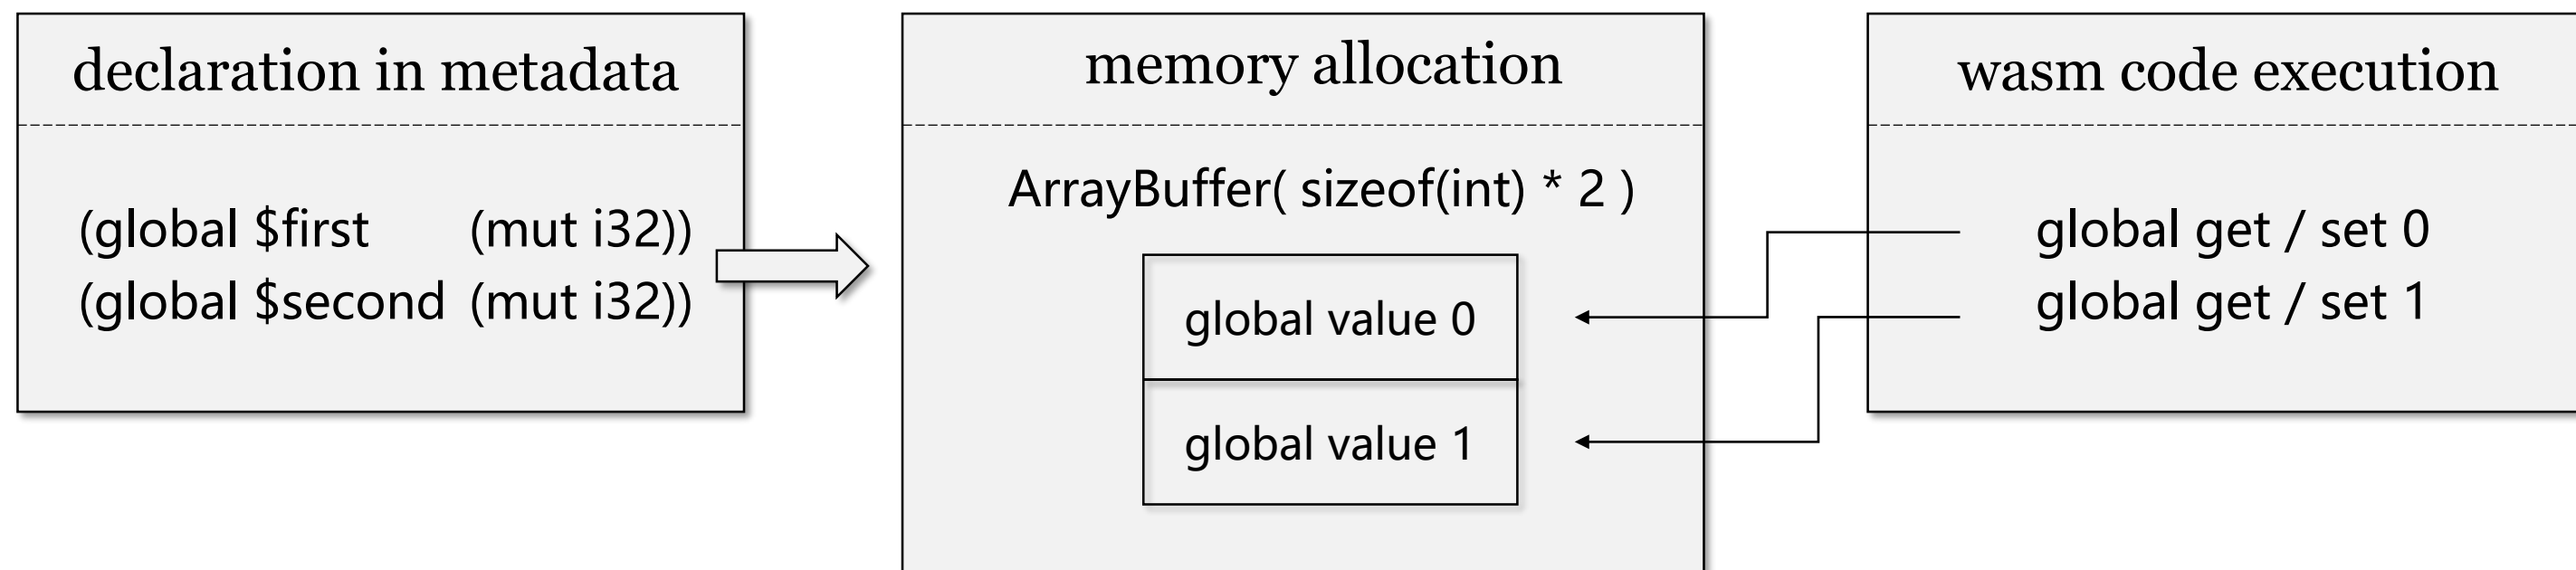 declaration in metadata
(global $first (mut i32))
(global $second (mut i32))
memory allocation
ArrayBuffer( sizeof(int) * 2 )
global value 0
global value 1
wasm code execution
global get / set 0
global get / set 1